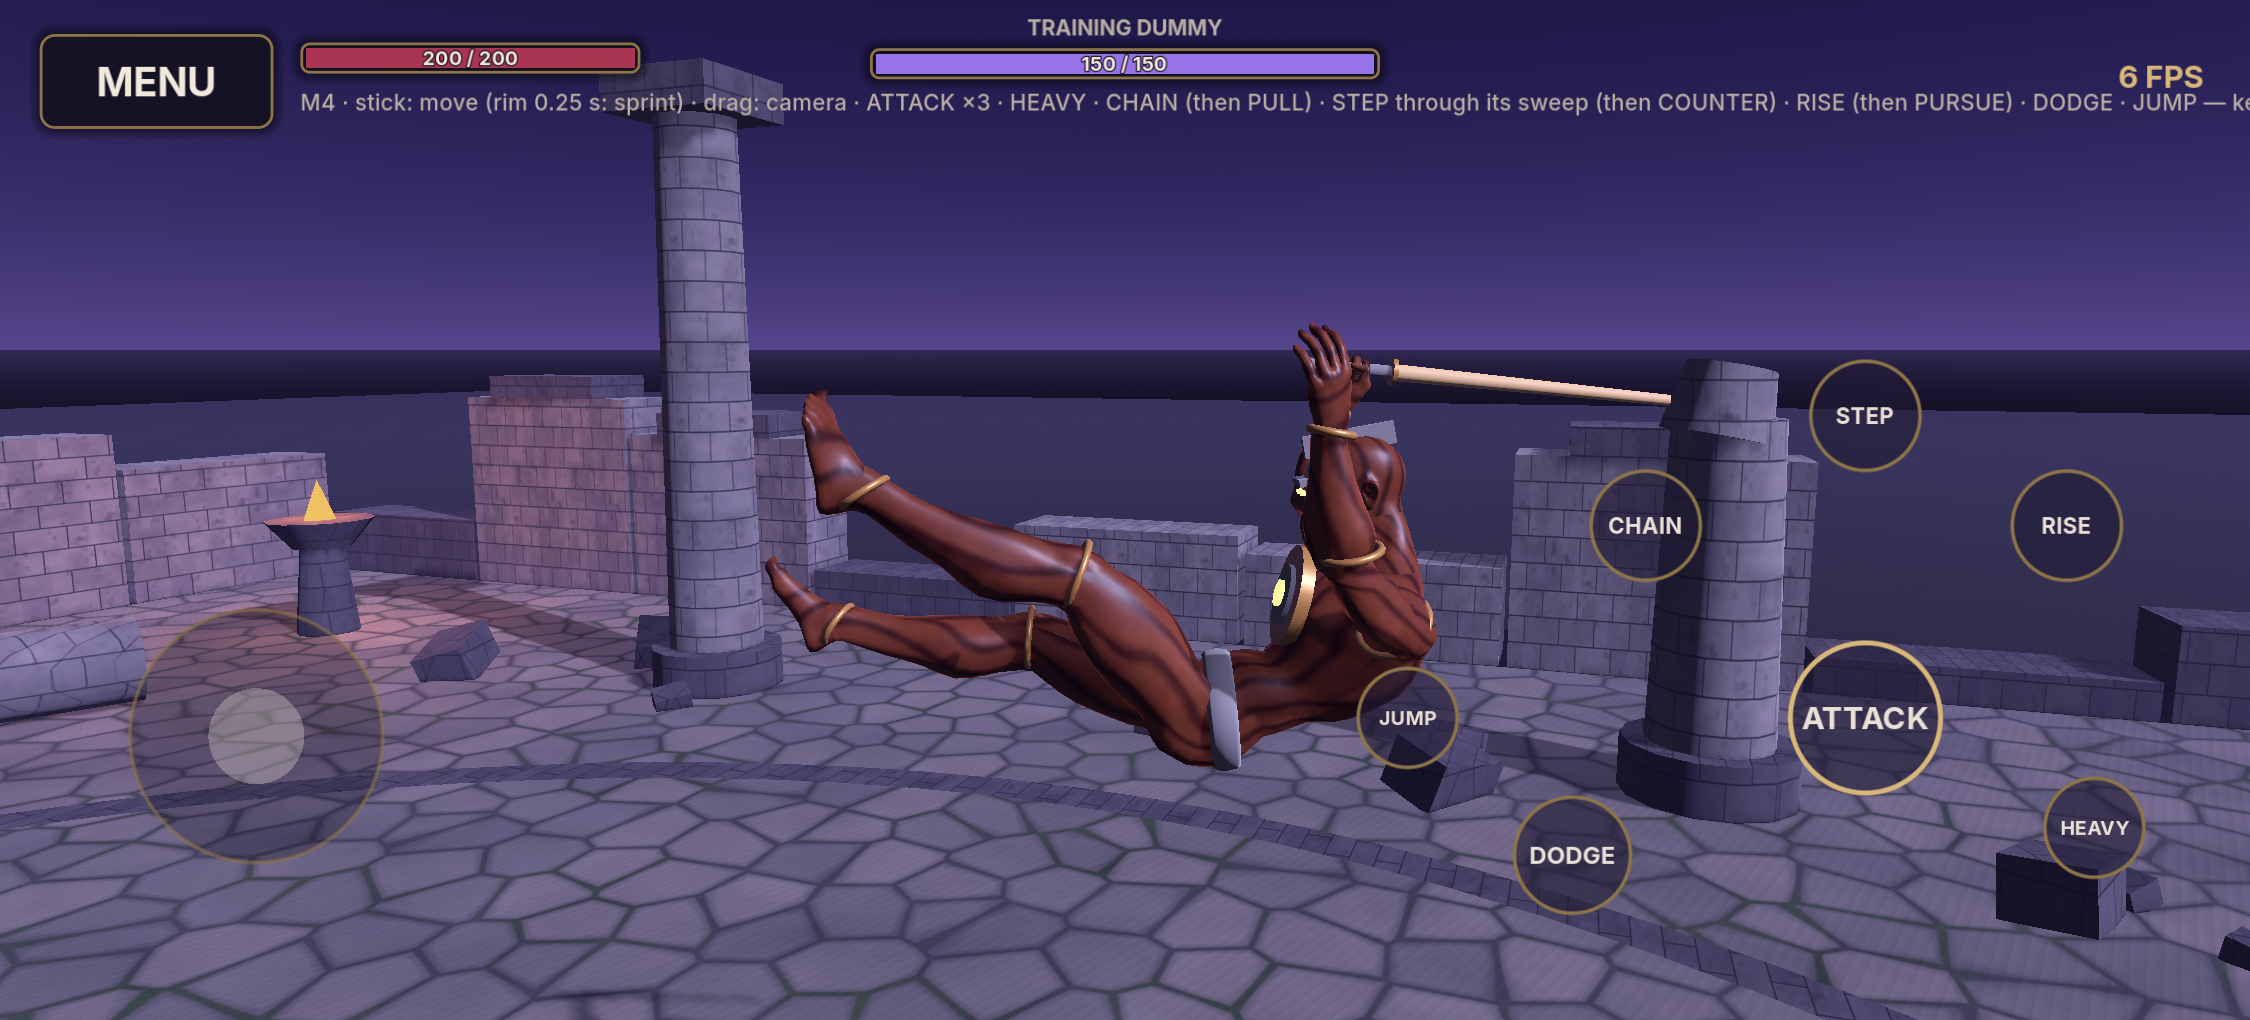 TRAINING DUMMY
MENU
200 / 200
150 / 150
6 FPS
M4 · stick: move (rim 0.25 s: sprint) · drag: camera · ATTACK ×3 · HEAVY · CHAIN (then PULL) · STEP through its sweep (then COUNTER) · RISE (then PURSUE) · DODGE · JUMP —
STEP
CHAIN
RISE
JUMP
ATTACK
HEAVY
DODGE